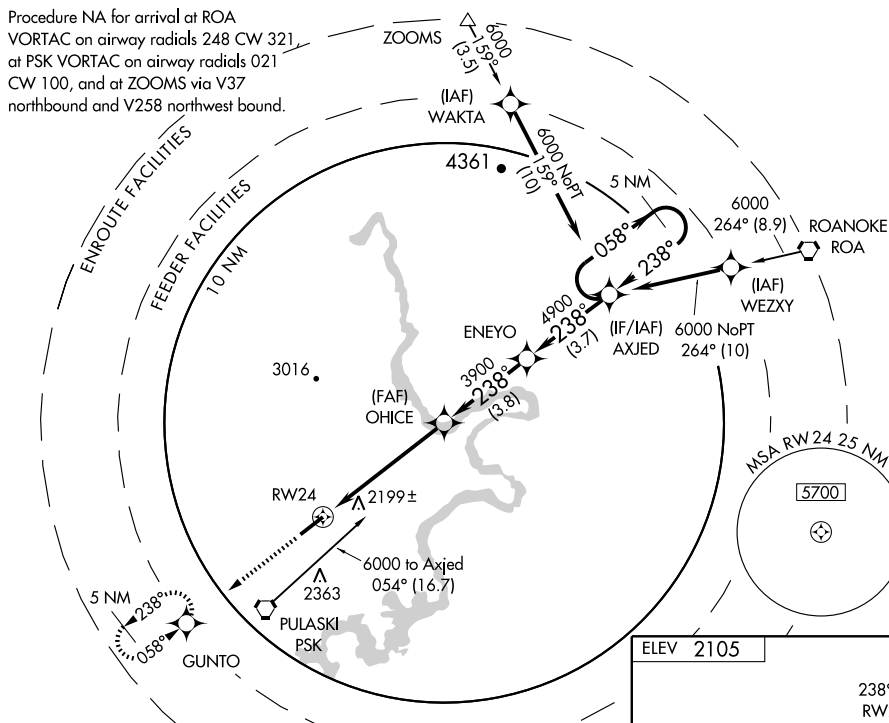 Procedure NA for arrival at ROA
VORTAC on airway radials 248 CW 321,
at PSK VORTAC on airway radials 021
CW 100, and at ZOOMS via V37
northbound and V258 northwest bound.
ZOOMS
6000
159°
(3.5)
(IAF)
WAKTA
6000 NoPT
159°
(10)
4361
5 NM
ENROUTE FACILITIES
FEEDER FACILITIES
10 NM
058°
238°
6000
264° (8.9)
ROANOKE
ROA
(IAF)
WEZXY
(IF/IAF)
AXJED
6000 NoPT
264° (10)
4900
238°
(3.7)
ENEYO
3900
238°
(3.8)
3016
(FAF)
OHICE
MSA RW24 25 NM
5700
RW24
2199±
6000 to Axjed
054° (16.7)
2363
PULASKI
PSK
5 NM
238°
058°
GUNTO
ELEV 2105
238°
RW